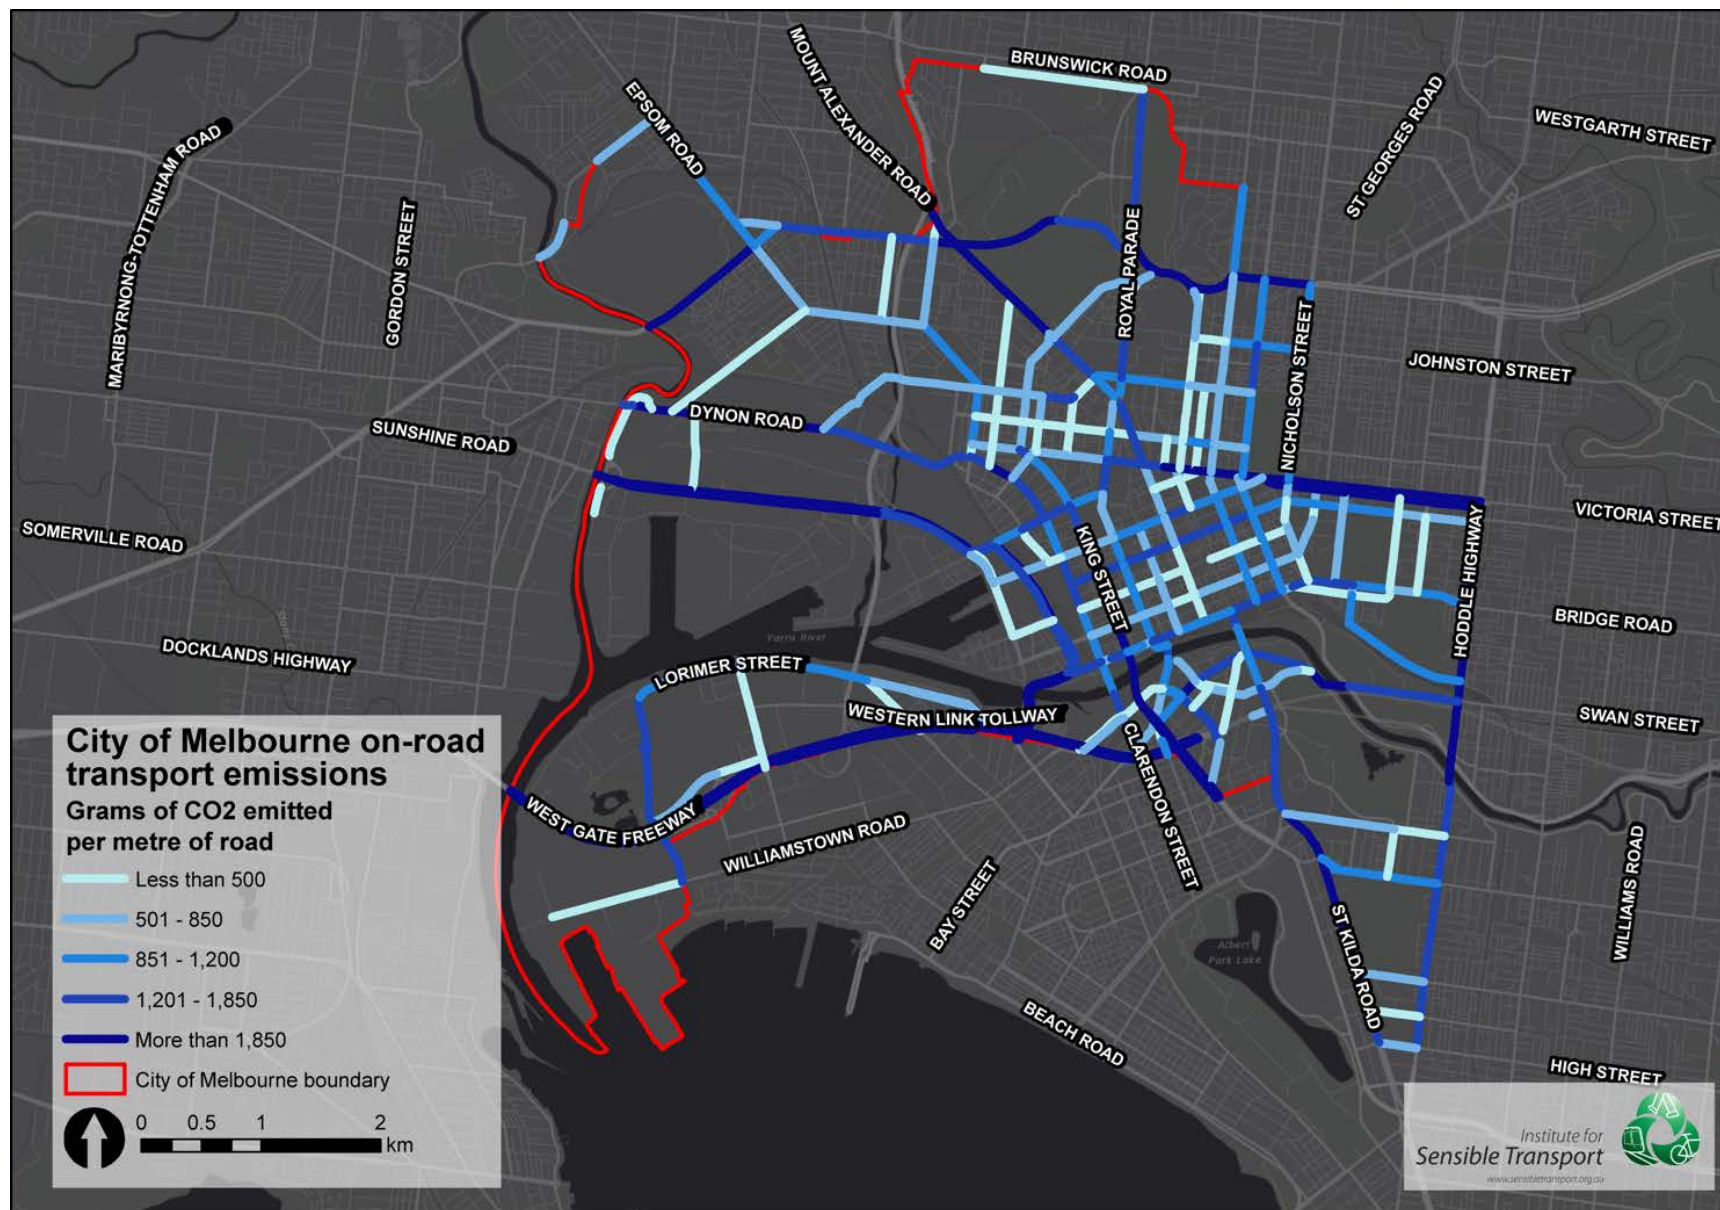 BRUNSWICK ROAD
MOUNT ALEXANDER ROAD
EPSOM ROAD
ST GEORGES ROAD
WESTGARTH STREET
MARIBYRNONG-TOTTENHAM ROAD
GORDON STREET
ROYAL PARADE
NICHOLSON STREET
JOHNSTON STREET
DYNON ROAD
SUNSHINE ROAD
SOMERVILLE ROAD
KING STREET
VICTORIA STREET
HODDLE HIGHWAY
BRIDGE ROAD
Yarra River
DOCKLANDS HIGHWAY
LORIMER STREET
WESTERN LINK TOLLWAY
SWAN STREET
CLARENDON STREET
WEST GATE FREEWAY
WILLIAMSTOWN ROAD
BAY STREET
WILLIAMS ROAD
ST KILDA ROAD
Albert
Park Lake
BEACH ROAD
HIGH STREET
City of Melbourne on-road
transport emissions
Grams of CO2 emitted
per metre of road
Less than 500
501 - 850
851 - 1,200
1,201 - 1,850
More than 1,850
City of Melbourne boundary
0 0.5 1 2
km
Institute for
Sensible Transport
www.sensibletransport.org.au